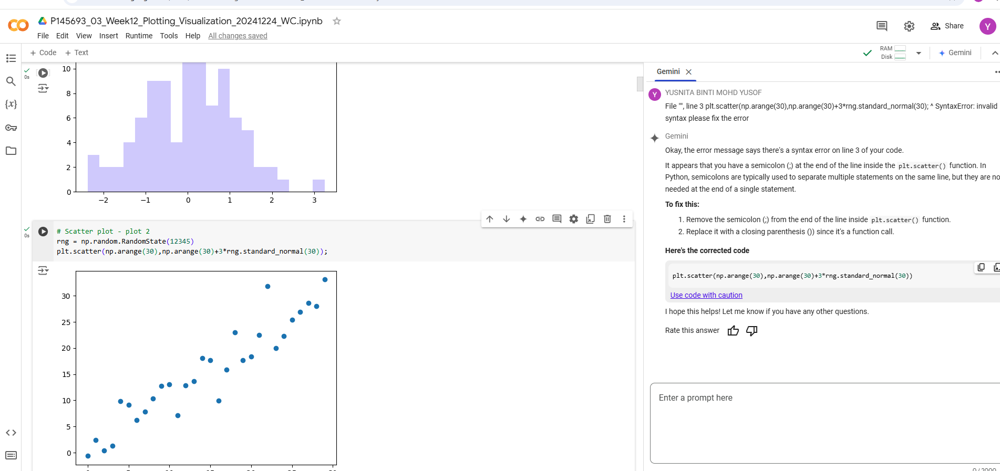 P145693_03_Week12_Plotting_Visualization_20241224_WC.ipynb
File Edit View Insert Runtime Tools Help All changes saved
Share
Y
+ Code + Text
RAM
Disk
Gemini
0s
10
8
6
4
2
0
−2 −1 0 1 2 3
0s
# Scatter plot - plot 2
rng = np.random.RandomState(12345)
plt.scatter(np.arange(30),np.arange(30)+3*rng.standard_normal(30));
30
25
20
15
10
5
0
Gemini
Y
YUSNITA BINTI MOHD YUSOF
File "", line 3 plt.scatter(np.arange(30),np.arange(30)+3*rng.standard_normal(30); ^ SyntaxError: invalid
syntax please fix the error
Gemini
Okay, the error message says there's a syntax error on line 3 of your code.
It appears that you have a semicolon (;) at the end of the line inside the plt.scatter() function. In
Python, semicolons are typically used to separate multiple statements on the same line, but they are no
needed at the end of a single statement.
To fix this:
1. Remove the semicolon (;) from the end of the line inside plt.scatter() function.
2. Replace it with a closing parenthesis ()) since it's a function call.
Here's the corrected code
plt.scatter(np.arange(30),np.arange(30)+3*rng.standard_normal(30))
Use code with caution
I hope this helps! Let me know if you have any other questions.
Rate this answer
Enter a prompt here
0 / 2000